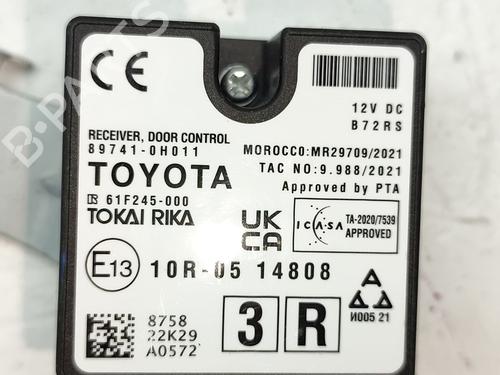 CE
12V DC
B72RS
RECEIVER, DOOR CONTROL
89741-0H011
MOROCCO:MR29709/2021
TOYOTA
TAC NO:9.988/2021
Approved by PTA
61F245-000
TOKAI RIKA
UK
CA
ICASA
TA-2020/7539
APPROVED
E13
10R-05 14808
8758
22K29
A0572
3
R
И005 21
B-PARTS